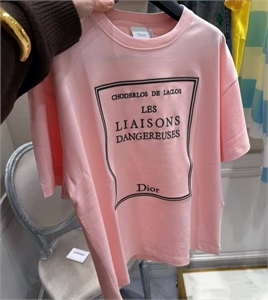 CHODERLOS DE LACLOS
LES
LIAISONS
DANGEREUSES
Dior